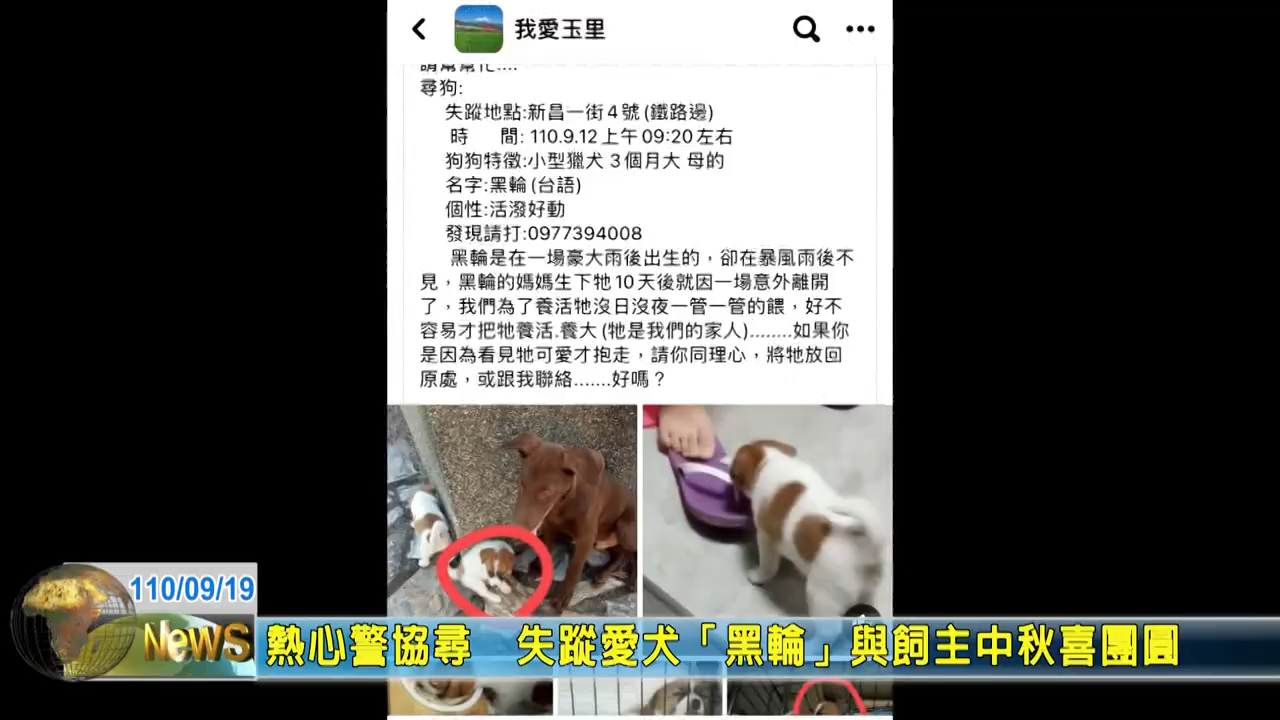 我愛玉里
請幫幫忙....
尋狗:
失蹤地點:新昌一街4號(鐵路邊)
時 間: 110.9.12上午09:20左右
狗狗特徵:小型獵犬 3個月大 母的
名字:黑輪(台語)
個性:活潑好動
發現請打:0977394008
黑輪是在一場豪大雨後出生的，卻在暴風雨後不
見，黑輪的媽媽生下牠10天後就因一場意外離開
了，我們為了養活牠沒日沒夜一管一管的餵，好不
容易才把牠養活.養大(牠是我們的家人)........如果你
是因為看見牠可愛才抱走，請你同理心，將牠放回
原處，或跟我聯絡.......好嗎？
110/09/19
NewS
熱心警協尋 失蹤愛犬「黑輪」與飼主中秋喜團圓